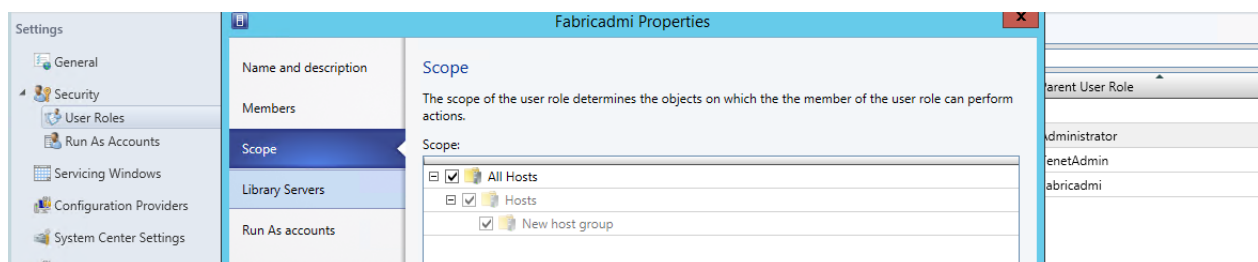 Settings
General
Security
User Roles
Run As Accounts
Servicing Windows
Configuration Providers
System Center Settings
Fabricadmi Properties
x
Name and description
Members
Scope
Library Servers
Run As accounts
Scope
The scope of the user role determines the objects on which the the member of the user role can perform
actions.
Scope:
All Hosts
Hosts
New host group
Parent User Role
Administrator
enetAdmin
abricadmi